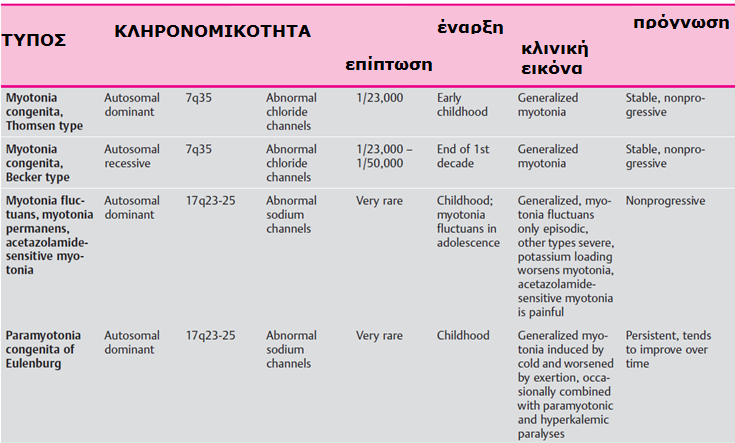 ΤΥΠΟΣ ΚΛΗΡΟΝΟΜΙΚΟΤΗΤΑ επίπτωση έναρξη κλινική εικόνα πρόγνωση
Myotonia congenita, Thomsen type
Autosomal dominant
7q35
Abnormal chloride channels
1/23,000
Early childhood
Generalized myotonia
Stable, nonpro-
gressive
Myotonia congenita, Becker type
Autosomal recessive
7q35
Abnormal chloride channels
1/23,000 –
1/50,000
End of 1st decade
Generalized myotonia
Stable, nonpro-
gressive
Myotonia fluc-
tuans, myotonia
permanens,
acetazolamide-
sensitive myo-
tonia
Autosomal
dominant
17q23-25
Abnormal
sodium
channels
Very rare
Childhood;
myotonia
fluctuans in
adolescence
Generalized, myo-
tonia fluctuans
only episodic,
other types severe,
potassium loading
worsens myotonia,
acetazolamide-
sensitive myotonia
is painful
Nonprogressive
Paramyotonia
congenita of
Eulenburg
Autosomal
dominant
17q23-25
Abnormal
sodium
channels
Very rare
Childhood
Generalized myo-
tonia induced by
cold and worsened
by exertion, occa-
sionally combined
with paramyotonic
and hyperkalemic
paralyses
Persistent, tends
to improve over
time